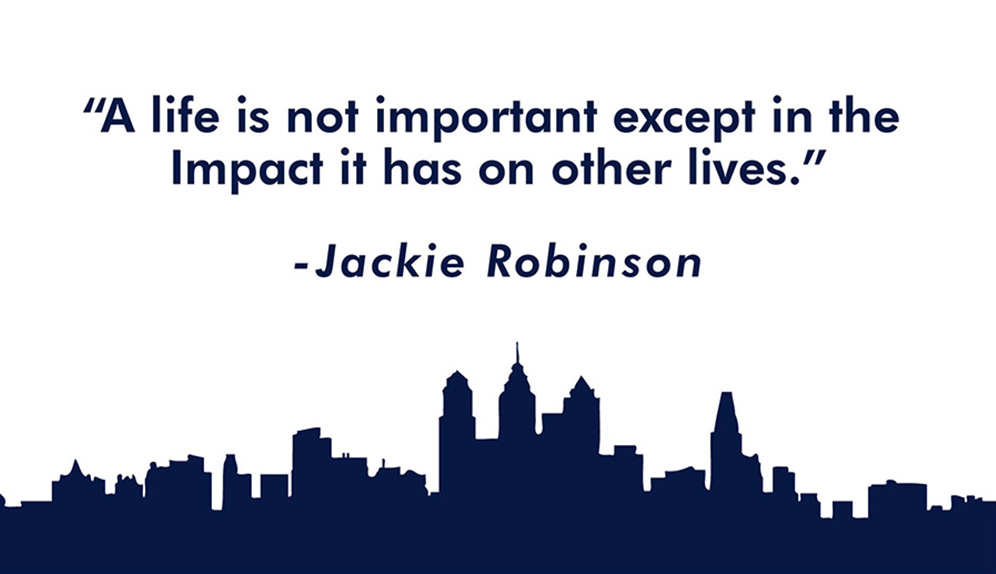 “A life is not important except in the
Impact it has on other lives.”
-Jackie Robinson